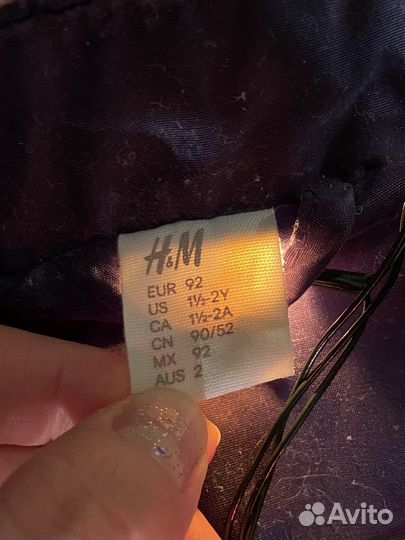 H&M
EUR 92
US 1½-2Y
CA 1½-2A
CN 90/52
MX 92
AUS 2
Avito